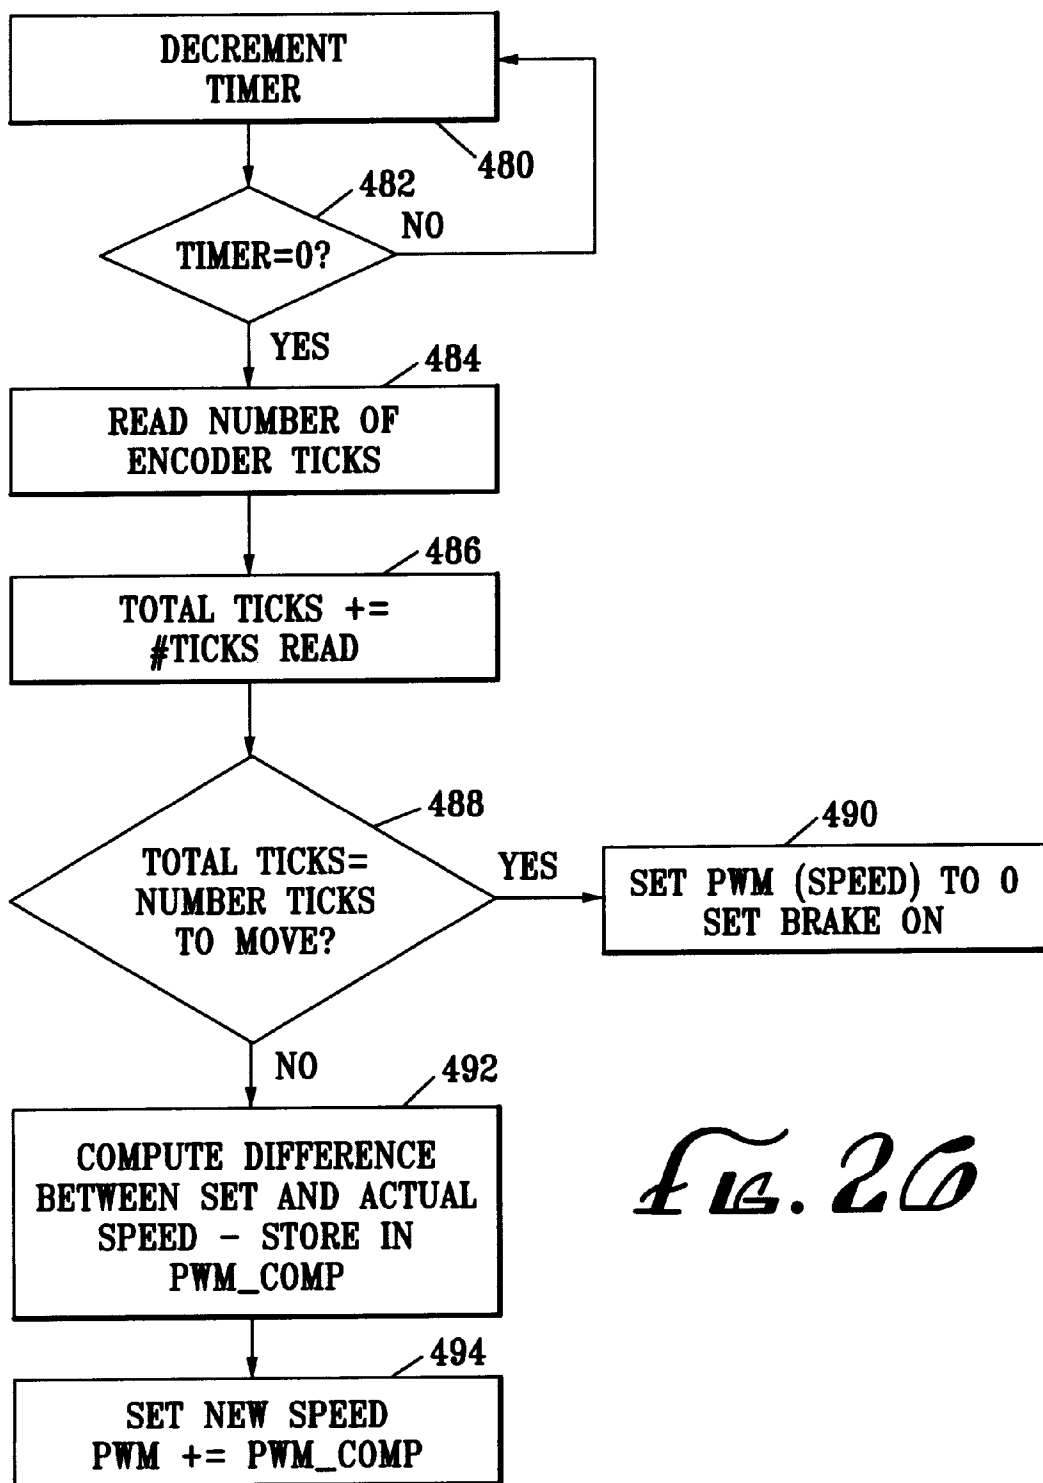 DECREMENT
TIMER
480
482
NO
TIMER=0?
YES
484
READ NUMBER OF
ENCODER TICKS
486
TOTAL TICKS +=
#TICKS READ
488
TOTAL TICKS=
NUMBER TICKS
TO MOVE?
YES
490
SET PWM (SPEED) TO 0
SET BRAKE ON
NO
492
COMPUTE DIFFERENCE
BETWEEN SET AND ACTUAL
SPEED – STORE IN
PWM_COMP
494
SET NEW SPEED
PWM += PWM_COMP
FIG. 26